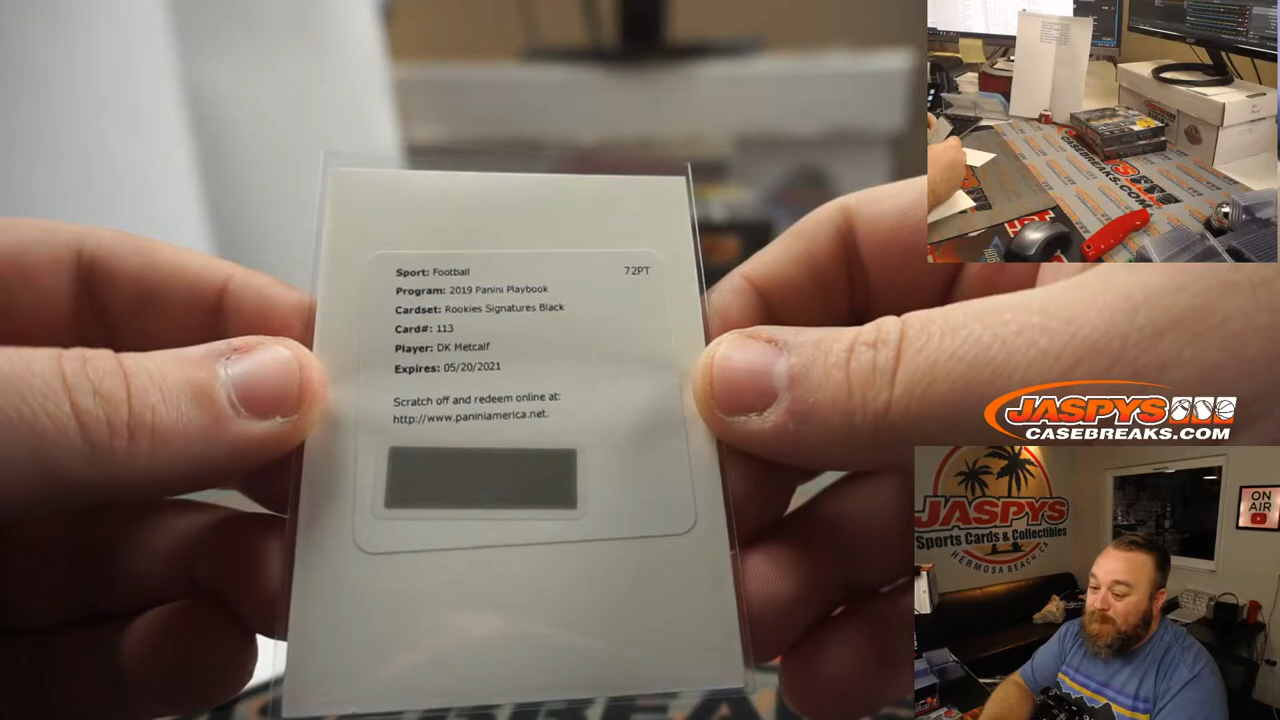 Sport: Football
72PT
Program: 2019 Panini Playbook
Cardset: Rookies Signatures Black
Card#: 113
Player: DK Metcalf
Expires: 05/20/2021
Scratch off and redeem online at:
http://www.paniniamerica.net.
CASEBREAKS.COM
JASPYS
CASEBREAKS.COM
JASPYS
Sports Cards & Collectibles
HERMOSA BEACH, CA
ON
AIR